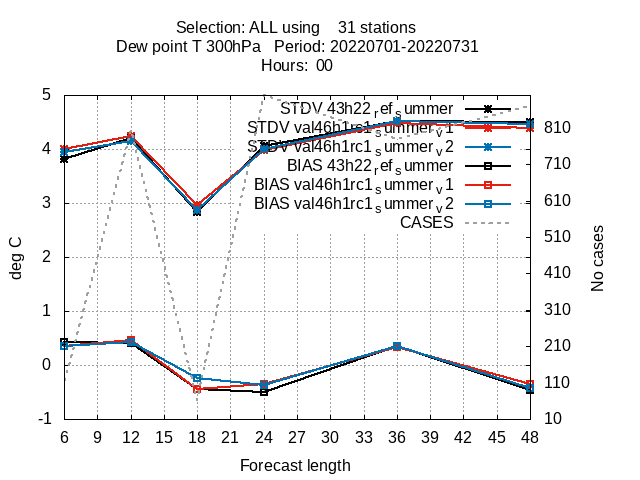 Selection: ALL using    31 stations
Dew point T 300hPa   Period: 20220701-20220731
Hours:  00
STDV 43h22_ref_summer
STDV val46h1rc1_summer_v1
STDV val46h1rc1_summer_v2
BIAS 43h22_ref_summer
BIAS val46h1rc1_summer_v1
BIAS val46h1rc1_summer_v2
CASES
5
4
3
2
1
0
-1
deg C
810
710
610
510
410
310
210
110
10
No cases
6 9 12 15 18 21 24 27 30 33 36 39 42 45 48
Forecast length